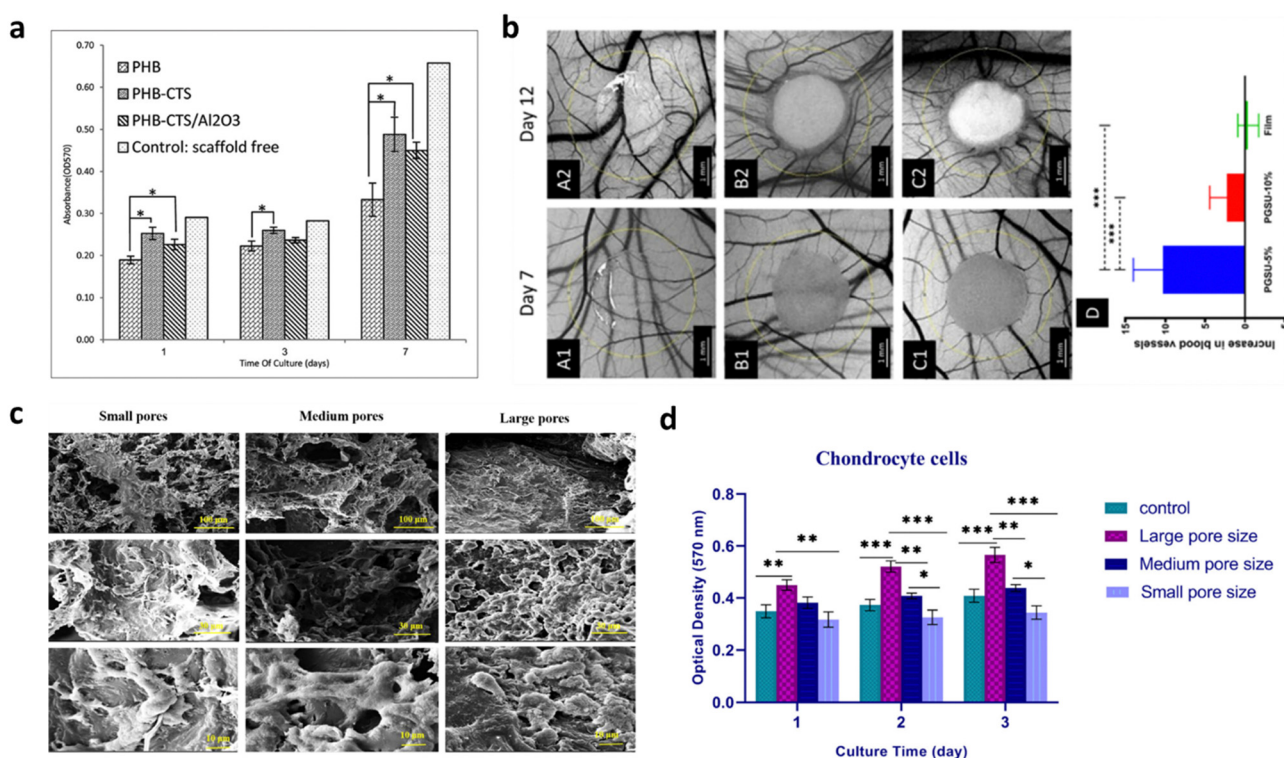 a
0.70
0.60
0.50
0.40
0.30
0.20
0.10
0.00
Absorbance(OD570)
PHB
PHB-CTS
PHB-CTS/Al2O3
Control: scaffold free
* *
*
*
*
1 3 7
Time Of Culture (days)
b
Day 12
Day 7
A2
1 mm
B2
1 mm
C2
1 mm
A1
1 mm
B1
1 mm
C1
1 mm
D
Increase in blood vessels
15
10
5
0
PGSU-5%
PGSU-10%
Film
***
***
c
Small pores Medium pores Large pores
100 µm 100 µm
30 µm 30 µm
10 µm 10 µm 10 µm
d
Chondrocyte cells
Optical Density (570 nm)
0.8
0.6
0.4
0.2
0.0
** **
*** *** ** *
*** *** ** *
1 2 3
Culture Time (day)
control
Large pore size
Medium pore size
Small pore size